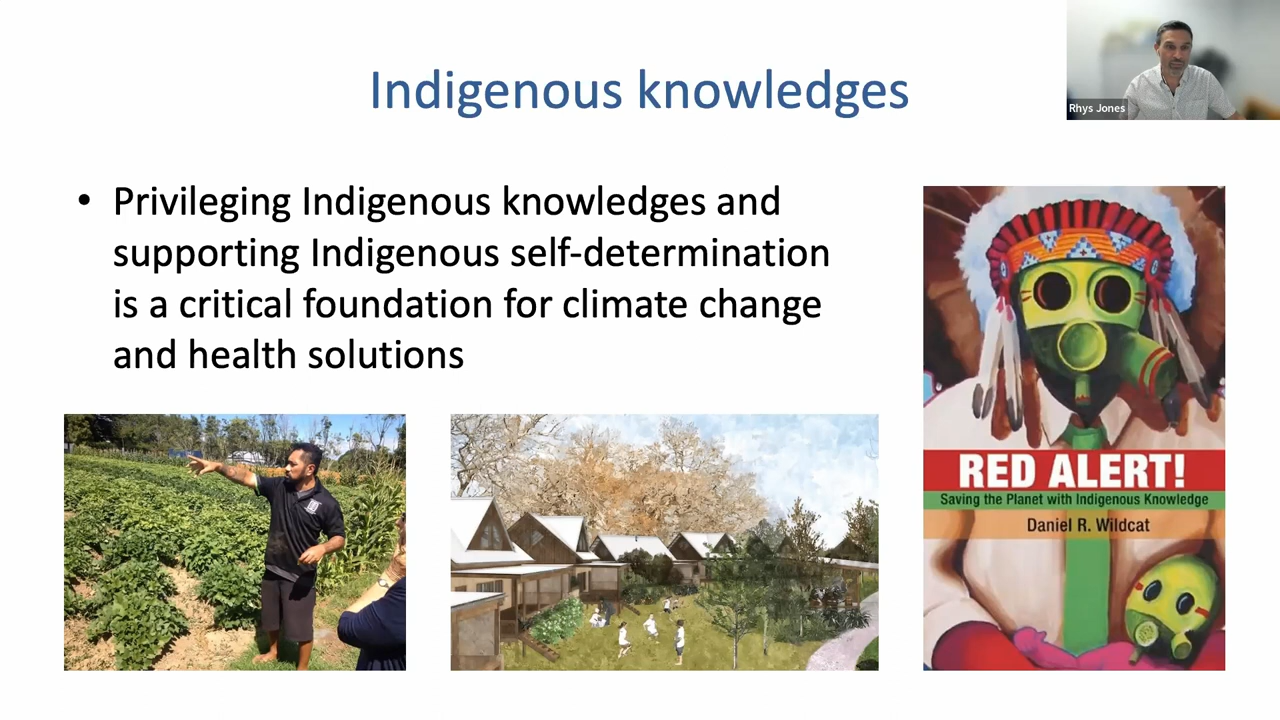 Indigenous knowledges
Rhys Jones
• Privileging Indigenous knowledges and
supporting Indigenous self-determination
is a critical foundation for climate change
and health solutions
RED ALERT!
Saving the Planet with Indigenous Knowledge
Daniel R. Wildcat